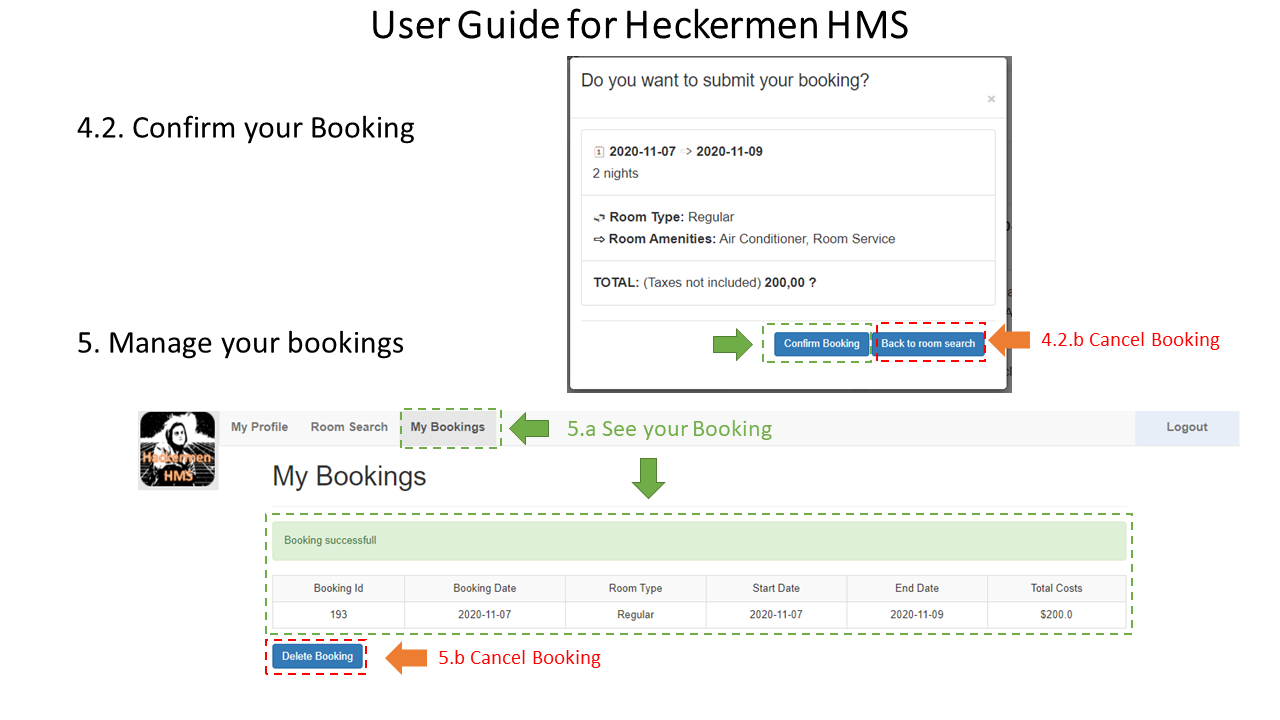 User Guide for Heckermen HMS
4.2. Confirm your Booking
Do you want to submit your booking?
×
1 2020-11-07 <> 2020-11-09
2 nights
Room Type: Regular
⇨ Room Amenities: Air Conditioner, Room Service
TOTAL: (Taxes not included) 200,00 ?
Confirm Booking
Back to room search
4.2.b Cancel Booking
5. Manage your bookings
Heckermen
HMS
My Profile
Room Search
My Bookings
5.a See your Booking
Logout
My Bookings
Booking successfull
Booking Id Booking Date Room Type Start Date End Date Total Costs
193 2020-11-07 Regular 2020-11-07 2020-11-09 $200.0
Delete Booking
5.b Cancel Booking